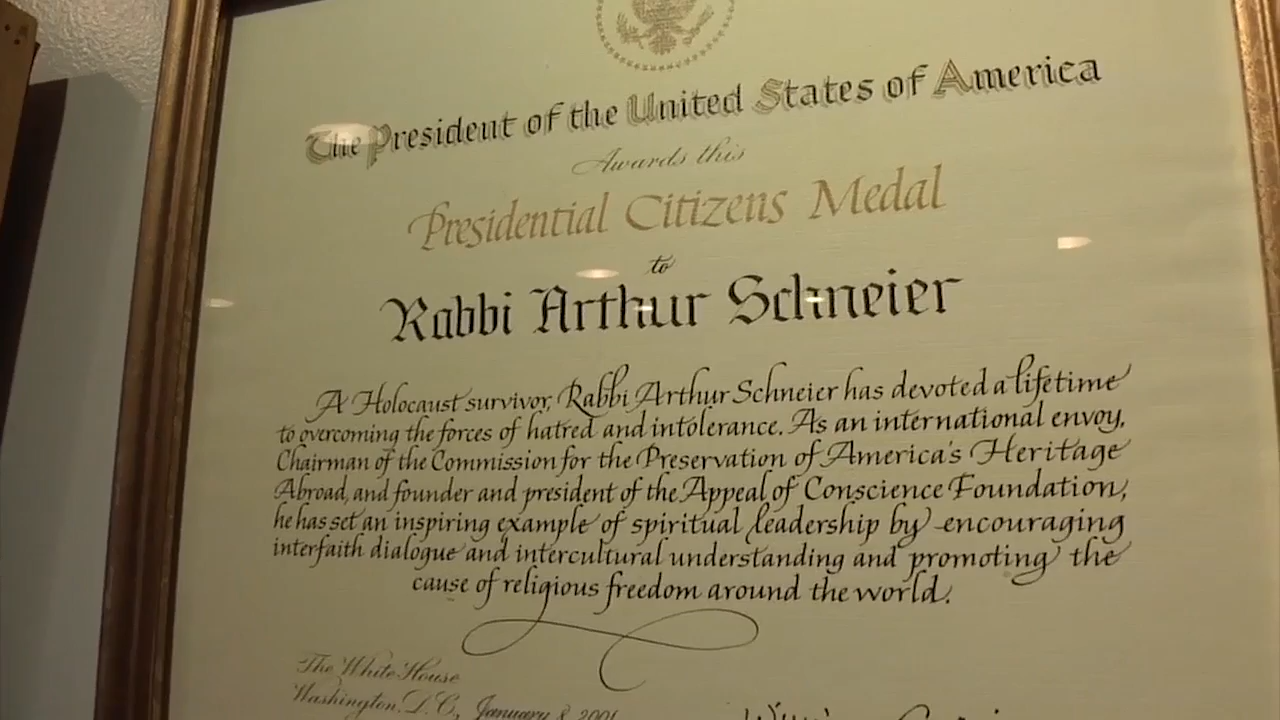 The President of the United States of America
Awards this
Presidential Citizens Medal
to
Rabbi Arthur Schneier
A Holocaust survivor, Rabbi Arthur Schneier has devoted a lifetime
to overcoming the forces of hatred and intolerance. As an international envoy,
Chairman of the Commission for the Preservation of America's Heritage
Abroad, and founder and president of the Appeal of Conscience Foundation,
he has set an inspiring example of spiritual leadership by encouraging
interfaith dialogue and intercultural understanding and promoting the
cause of religious freedom around the world.
The White House
Washington, D.C., January 8, 2001